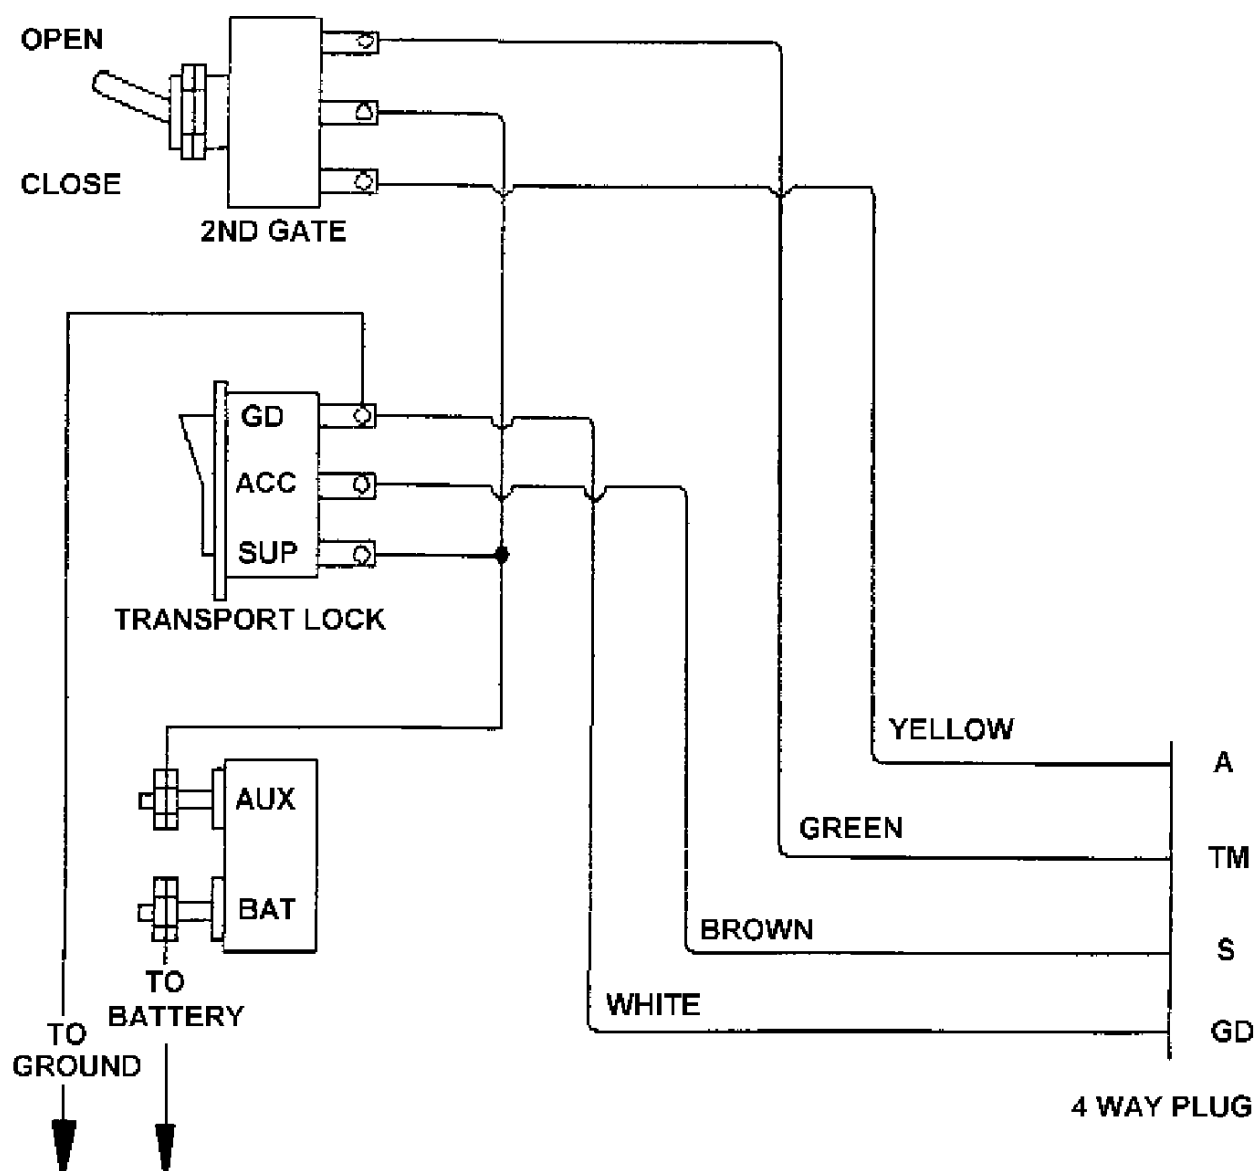 OPEN
CLOSE
2ND GATE
GD
ACC
SUP
TRANSPORT LOCK
YELLOW
A
AUX
GREEN
TM
BAT
BROWN
S
TO
BATTERY
WHITE
TO
GROUND
GD
4 WAY PLUG